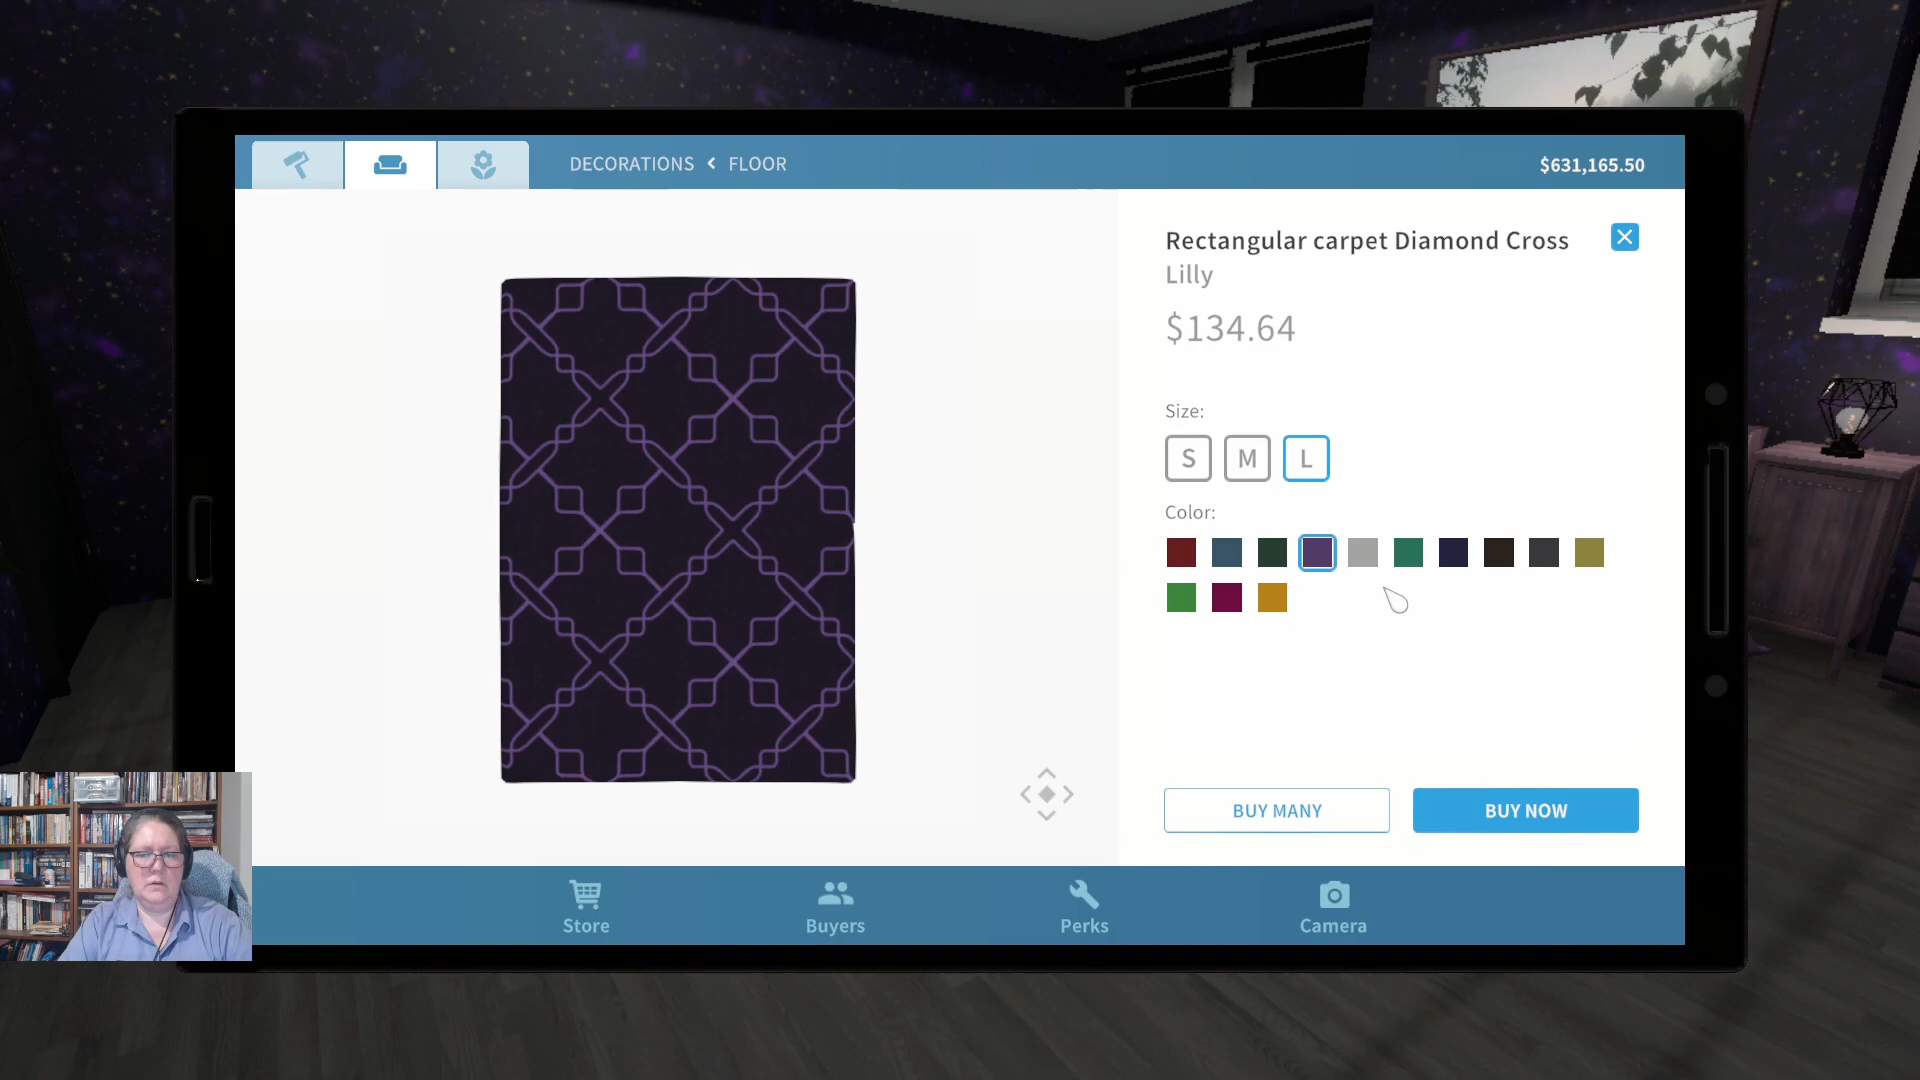 DECORATIONS < FLOOR
$631,165.50
Rectangular carpet Diamond Cross
Lilly
$134.64
Size:
S M L
Color:
BUY MANY BUY NOW
Store Buyers Perks Camera